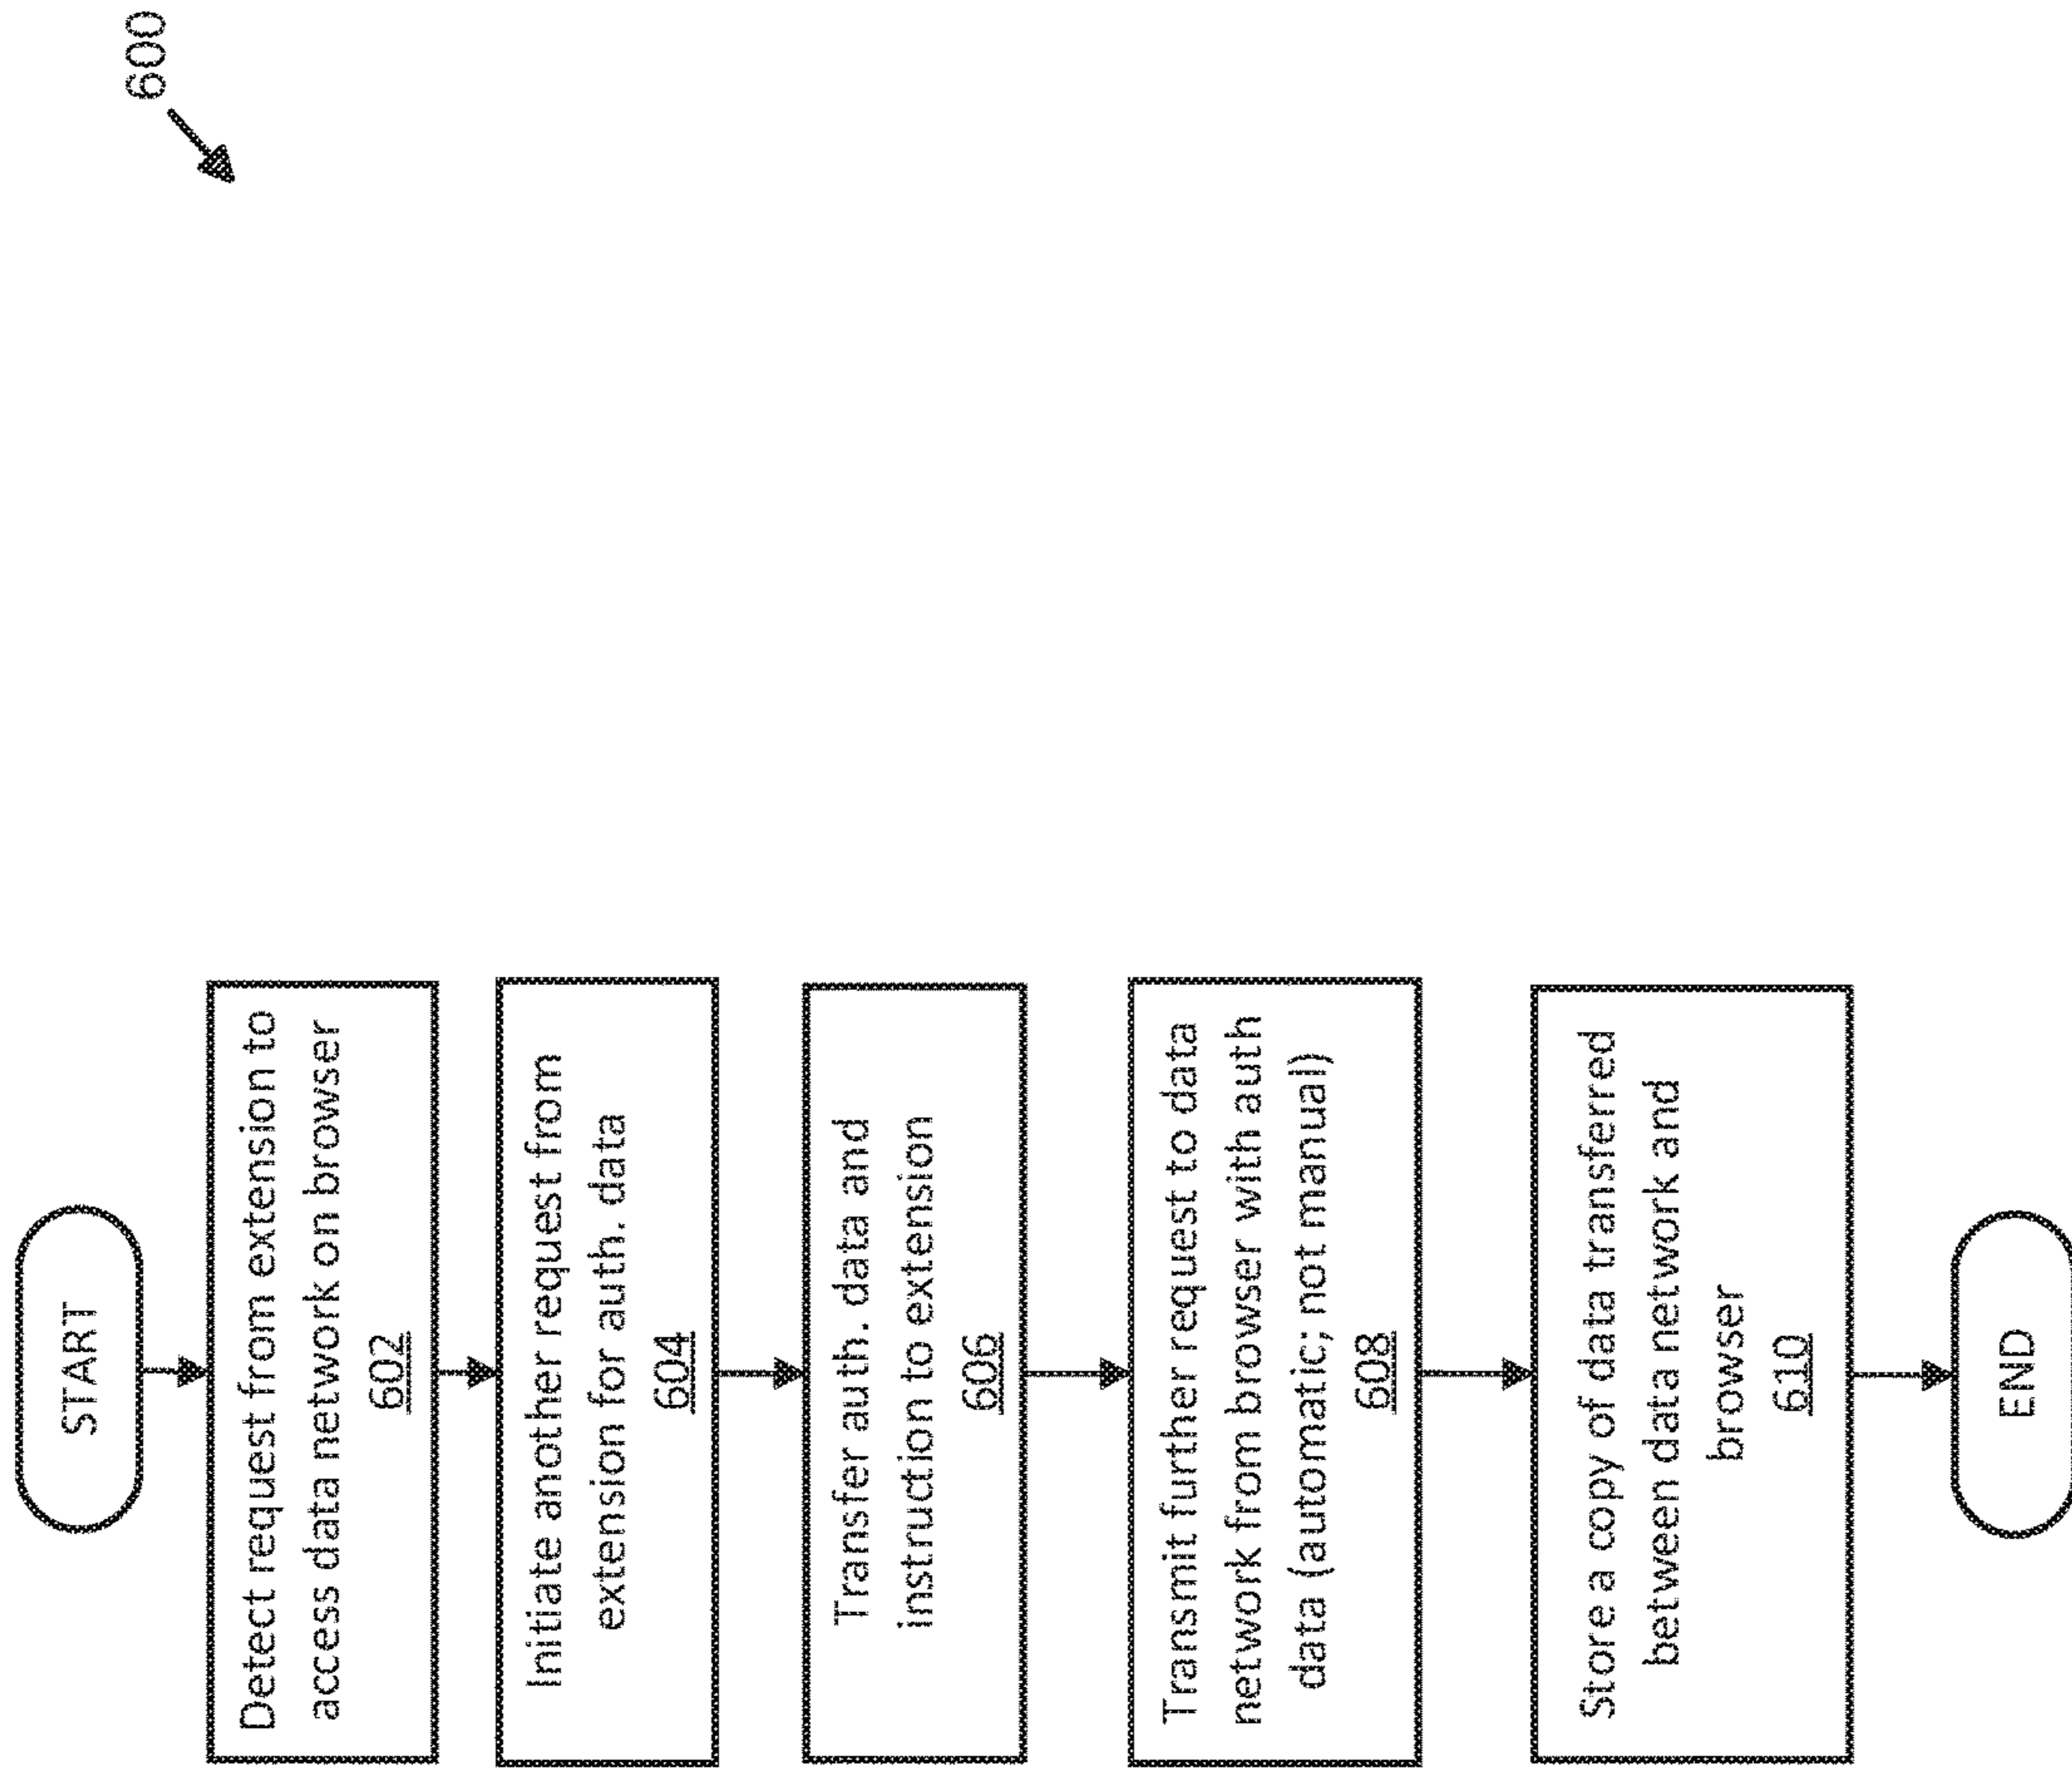 600
START
Detect request from extension to
access data network on browser
602
Initiate another request from
extension for auth. data
604
Transfer auth. data and
instruction to extension
606
Transmit further request to data
network from browser with auth
data (automatic; not manual)
608
Store a copy of data transferred
between data network and
browser
610
END